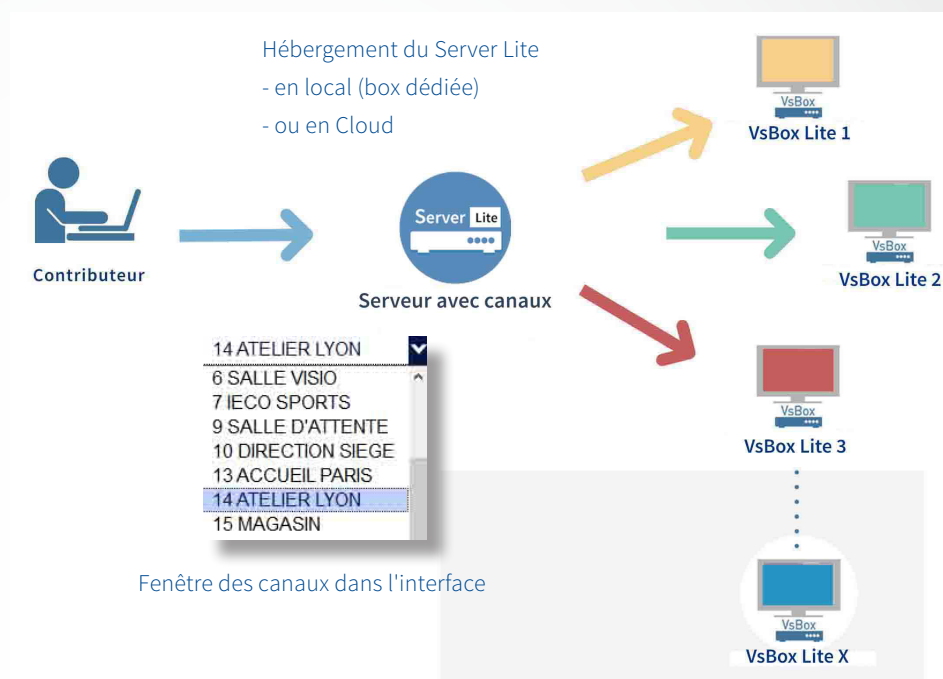 Hébergement du Server Lite
- en local (box dédiée)
- ou en Cloud
VsBox
VsBox Lite 1
Contributeur
Server Lite
Serveur avec canaux
VsBox
VsBox Lite 2
14 ATELIER LYON
6 SALLE VISIO
7 IECO SPORTS
9 SALLE D'ATTENTE
10 DIRECTION SIEGE
13 ACCUEIL PARIS
14 ATELIER LYON
15 MAGASIN
Fenêtre des canaux dans l'interface
VsBox
VsBox Lite 3
VsBox
VsBox Lite X